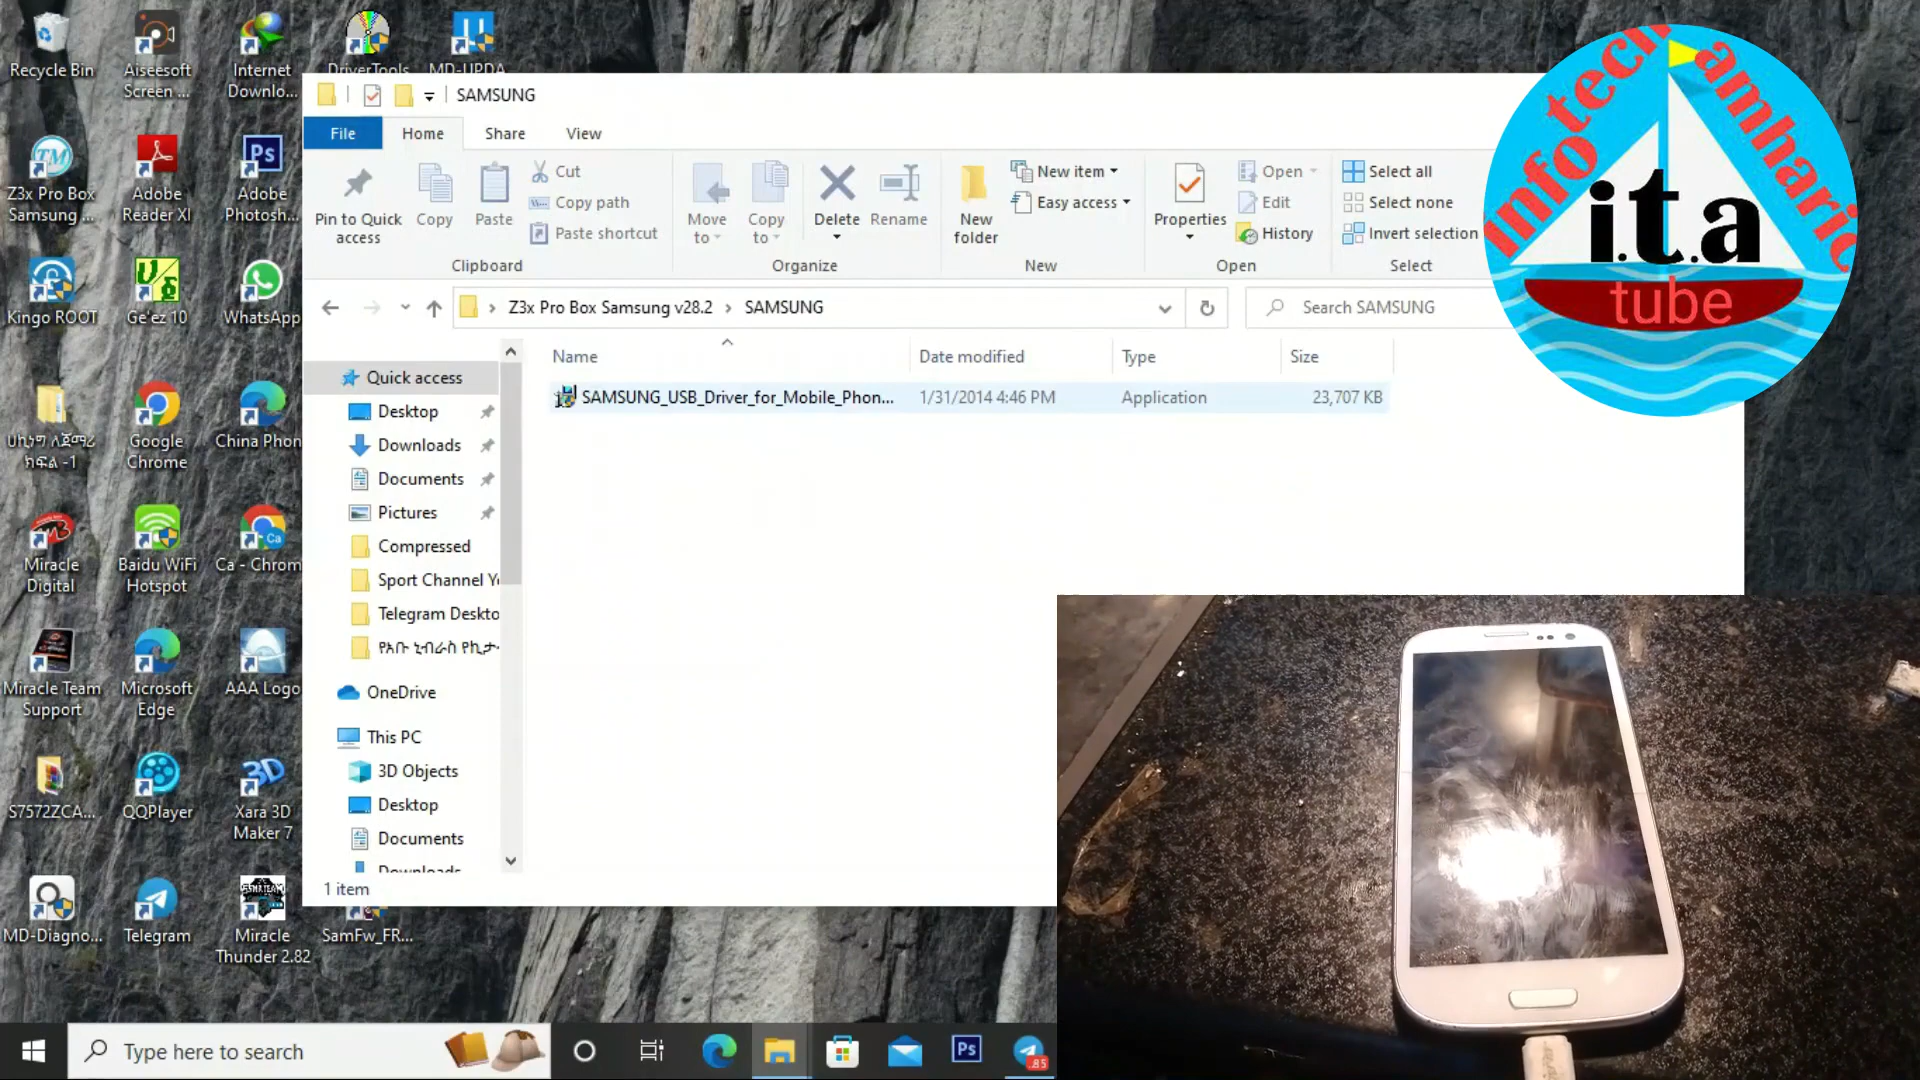 Recycle Bin
Aiseesoft
Screen ...
Internet
Downlo...
DriverTools
MD-UPDA
Z3x Pro Box
Samsung ...
Adobe
Reader XI
Adobe
Photosh...
Kingo ROOT
Ge'ez 10
WhatsApp
ሀኪነግ ለጀማሪ
ክፍል -1
Google
Chrome
China Phon
Miracle
Digital
Baidu WiFi
Hotspot
Ca - Chrom
Miracle Team
Support
Microsoft
Edge
AAA Logo
S7572ZCA...
QQPlayer
Xara 3D
Maker 7
MD-Diagno...
Telegram
Miracle
Thunder 2.82
SamFw_FR...
SAMSUNG
File
Home
Share
View
Pin to Quick
access
Copy
Paste
Cut
Copy path
Paste shortcut
Clipboard
Move
to
Copy
to
Delete
Rename
Organize
New
folder
New item
Easy access
New
Properties
Open
Edit
History
Open
Select all
Select none
Invert selection
Select
Z3x Pro Box Samsung v28.2 › SAMSUNG
Search SAMSUNG
Name
Date modified
Type
Size
SAMSUNG_USB_Driver_for_Mobile_Phon...
1/31/2014 4:46 PM
Application
23,707 KB
Quick access
Desktop
Downloads
Documents
Pictures
Compressed
Sport Channel Y
Telegram Deskto
OneDrive
This PC
3D Objects
Desktop
Documents
Downloads
1 item
info tech amharic
i.t.a
tube
Type here to search
Ps
85